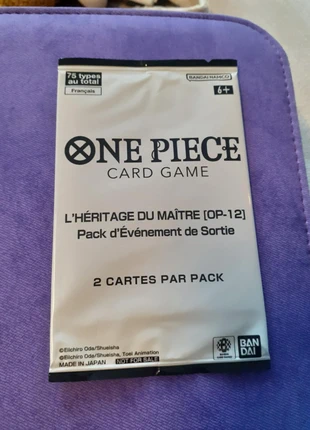 75 types
au total
Français
BANDAI NAMCO
6+
ONE PIECE
CARD GAME
L'HÉRITAGE DU MAÎTRE [OP-12]
Pack d'Événement de Sortie
2 CARTES PAR PACK
©Eiichiro Oda/Shueisha
©Eiichiro Oda/Shueisha, Toei Animation
MADE IN JAPAN NOT FOR SALE
BAN
DAI